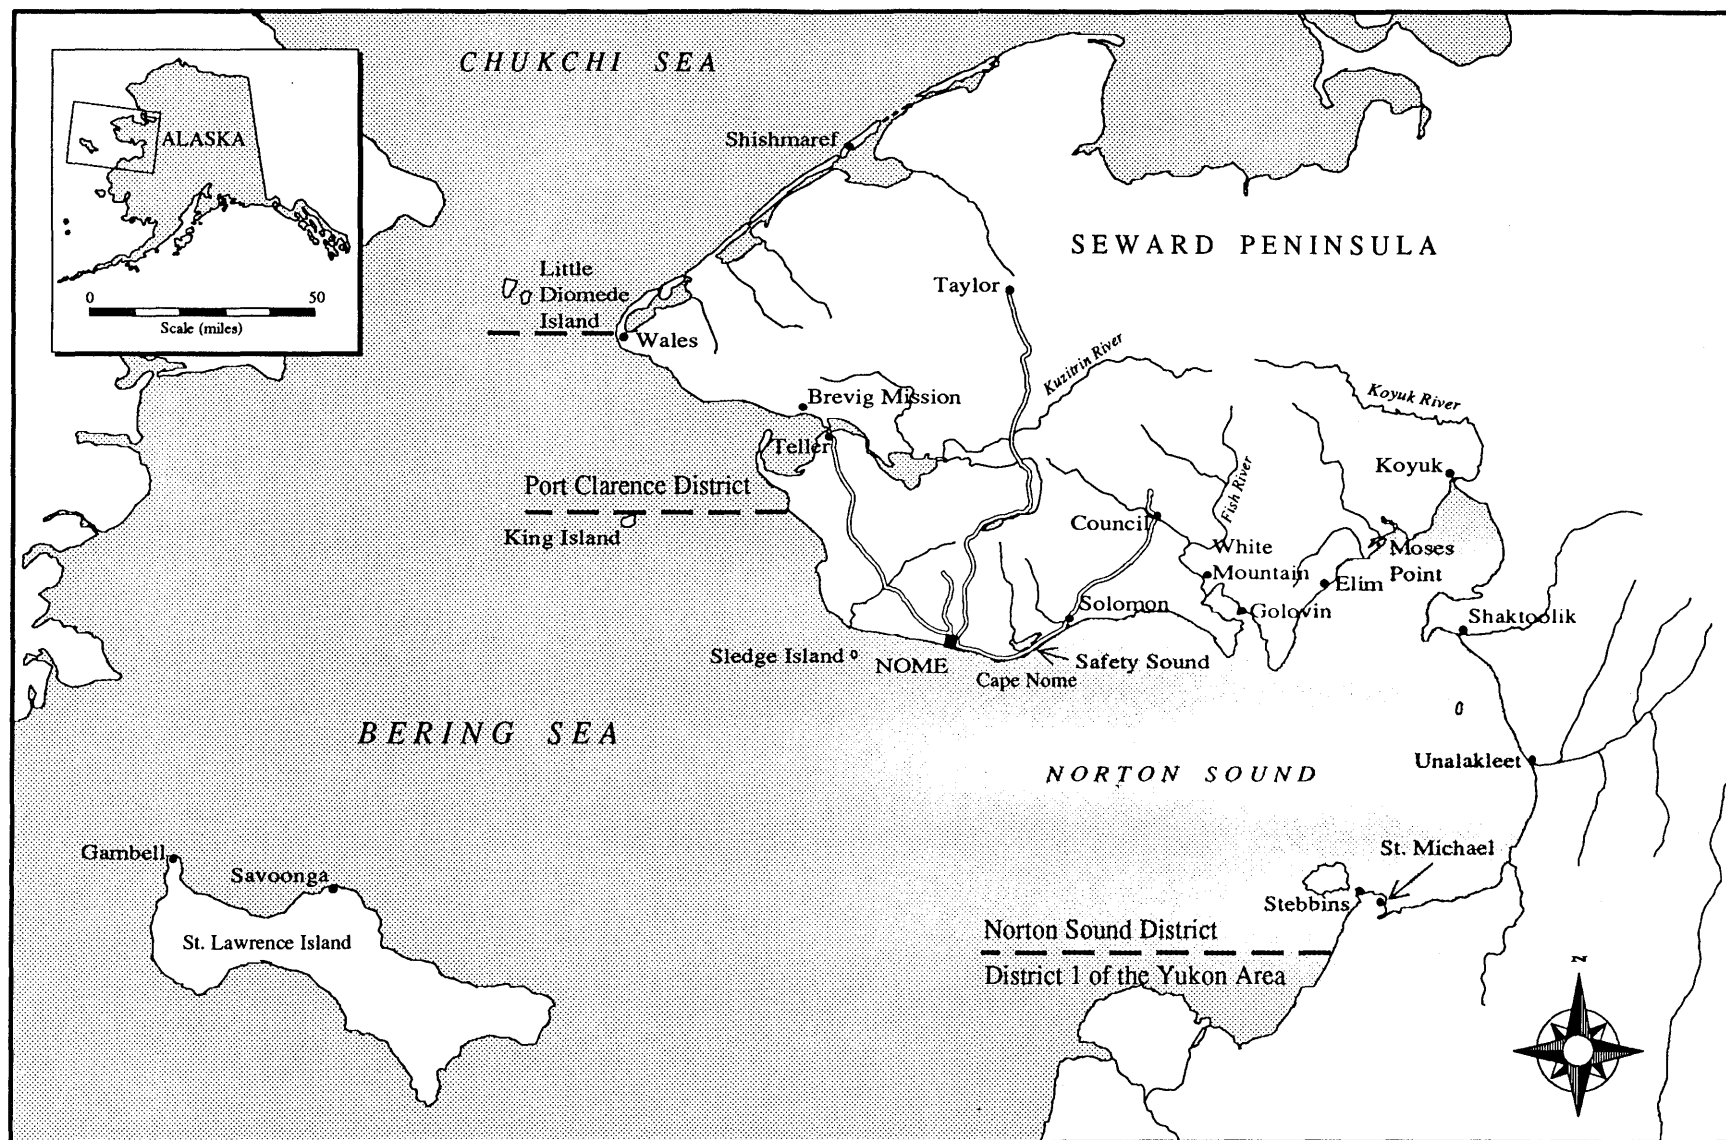 CHUKCHI SEA
ALASKA
0 50
Scale (miles)
Shishmaref
SEWARD PENINSULA
Little
Diomede
Island
Taylor
Wales
Kuzitrin River
Koyuk River
Brevig Mission
Teller
Koyuk
Fish River
Port Clarence District
King Island
Council
White
Mountain
Moses
Point
Elim
Solomon
Golovin
Shaktoolik
Sledge Island
NOME
Safety Sound
Cape Nome
BERING SEA
NORTON SOUND
Unalakleet
Gambell
Savoonga
St. Michael
Stebbins
St. Lawrence Island
Norton Sound District
District 1 of the Yukon Area
N